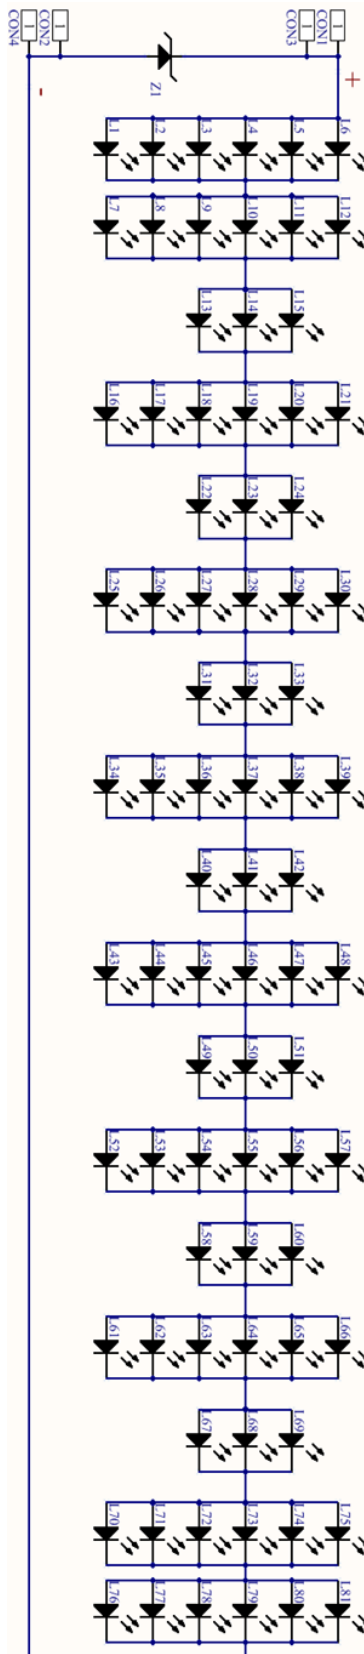 CON4 1
CON2 1
CON3 1
CON1 1
Z1
-
+
L1 L2 L3 L4 L5 L6
L7 L8 L9 L10 L11 L12
L13 L14 L15
L16 L17 L18 L19 L20 L21
L22 L23 L24
L25 L26 L27 L28 L29 L30
L31 L32 L33
L34 L35 L36 L37 L38 L39
L40 L41 L42
L43 L44 L45 L46 L47 L48
L49 L50 L51
L52 L53 L54 L55 L56 L57
L58 L59 L60
L61 L62 L63 L64 L65 L66
L67 L68 L69
L70 L71 L72 L73 L74 L75
L76 L77 L78 L79 L80 L81